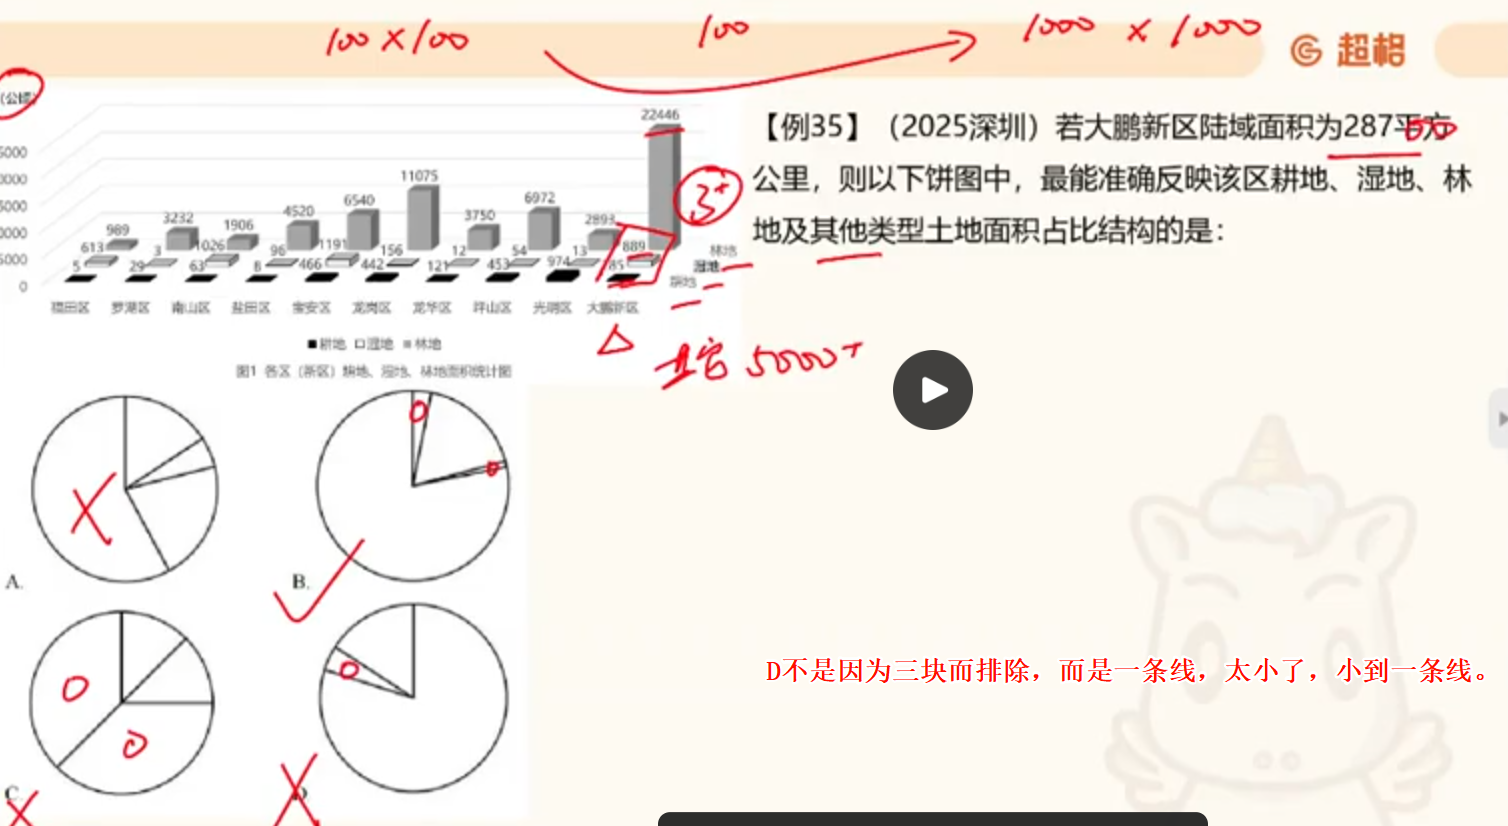 100 × 100
100
1000 × 1000
超格
(公顷)
22446
5000
0000
5000
0000
5000
0
613
989
3
3232
1026
1906
96
4520
1191
6540
156
11075
12
3750
54
6972
13
2893
889
5
29
63
8
466
442
121
453
974
85
林地
湿地
耕地
福田区 罗湖区 南山区 盐田区 宝安区 龙岗区 龙华区 坪山区 光明区 大鹏新区
■耕地 □湿地 ■林地
图1 各区（新区）耕地、湿地、林地面积统计图
3+
5000+
【例35】（2025深圳）若大鹏新区陆域面积为287平方
00
公里，则以下饼图中，最能准确反映该区耕地、湿地、林
地及其他类型土地面积占比结构的是：
A.
B.
C.
D
D不是因为三块而排除，而是一条线，太小了，小到一条线。